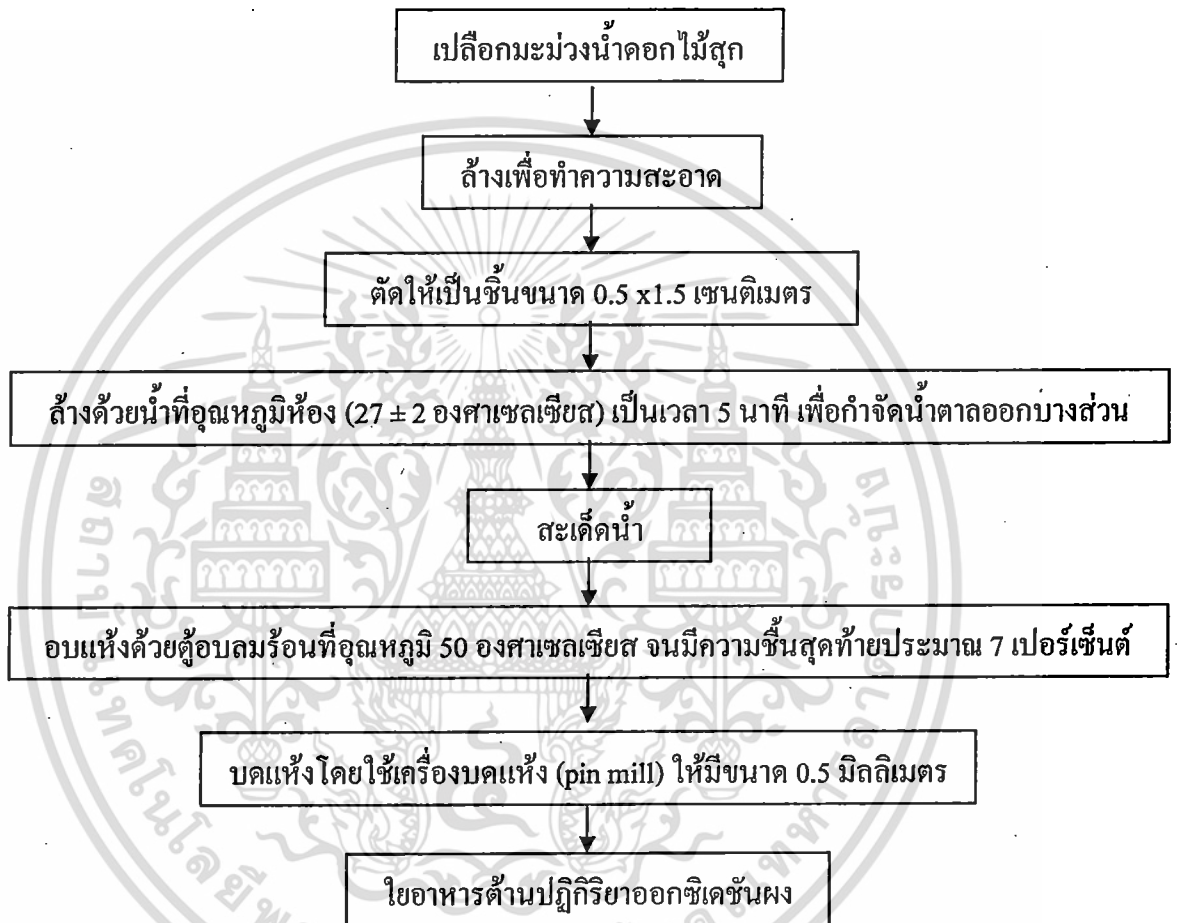 เปลือกมะม่วงน้ำดอกไม้สุก
ล้างเพื่อทำความสะอาด
ตัดให้เป็นชิ้นขนาด 0.5 x1.5 เซนติเมตร
ล้างด้วยน้ำที่อุณหภูมิห้อง (27 ± 2 องศาเซลเซียส) เป็นเวลา 5 นาที เพื่อกำจัดน้ำตาลออกบางส่วน
สะเด็ดน้ำ
อบแห้งด้วยตู้อบลมร้อนที่อุณหภูมิ 50 องศาเซลเซียส จนมีความชื้นสุดท้ายประมาณ 7 เปอร์เซ็นต์
บดแห้งโดยใช้เครื่องบดแห้ง (pin mill) ให้มีขนาด 0.5 มิลลิเมตร
ใยอาหารต้านปฏิกิริยาออกซิเดชันผง